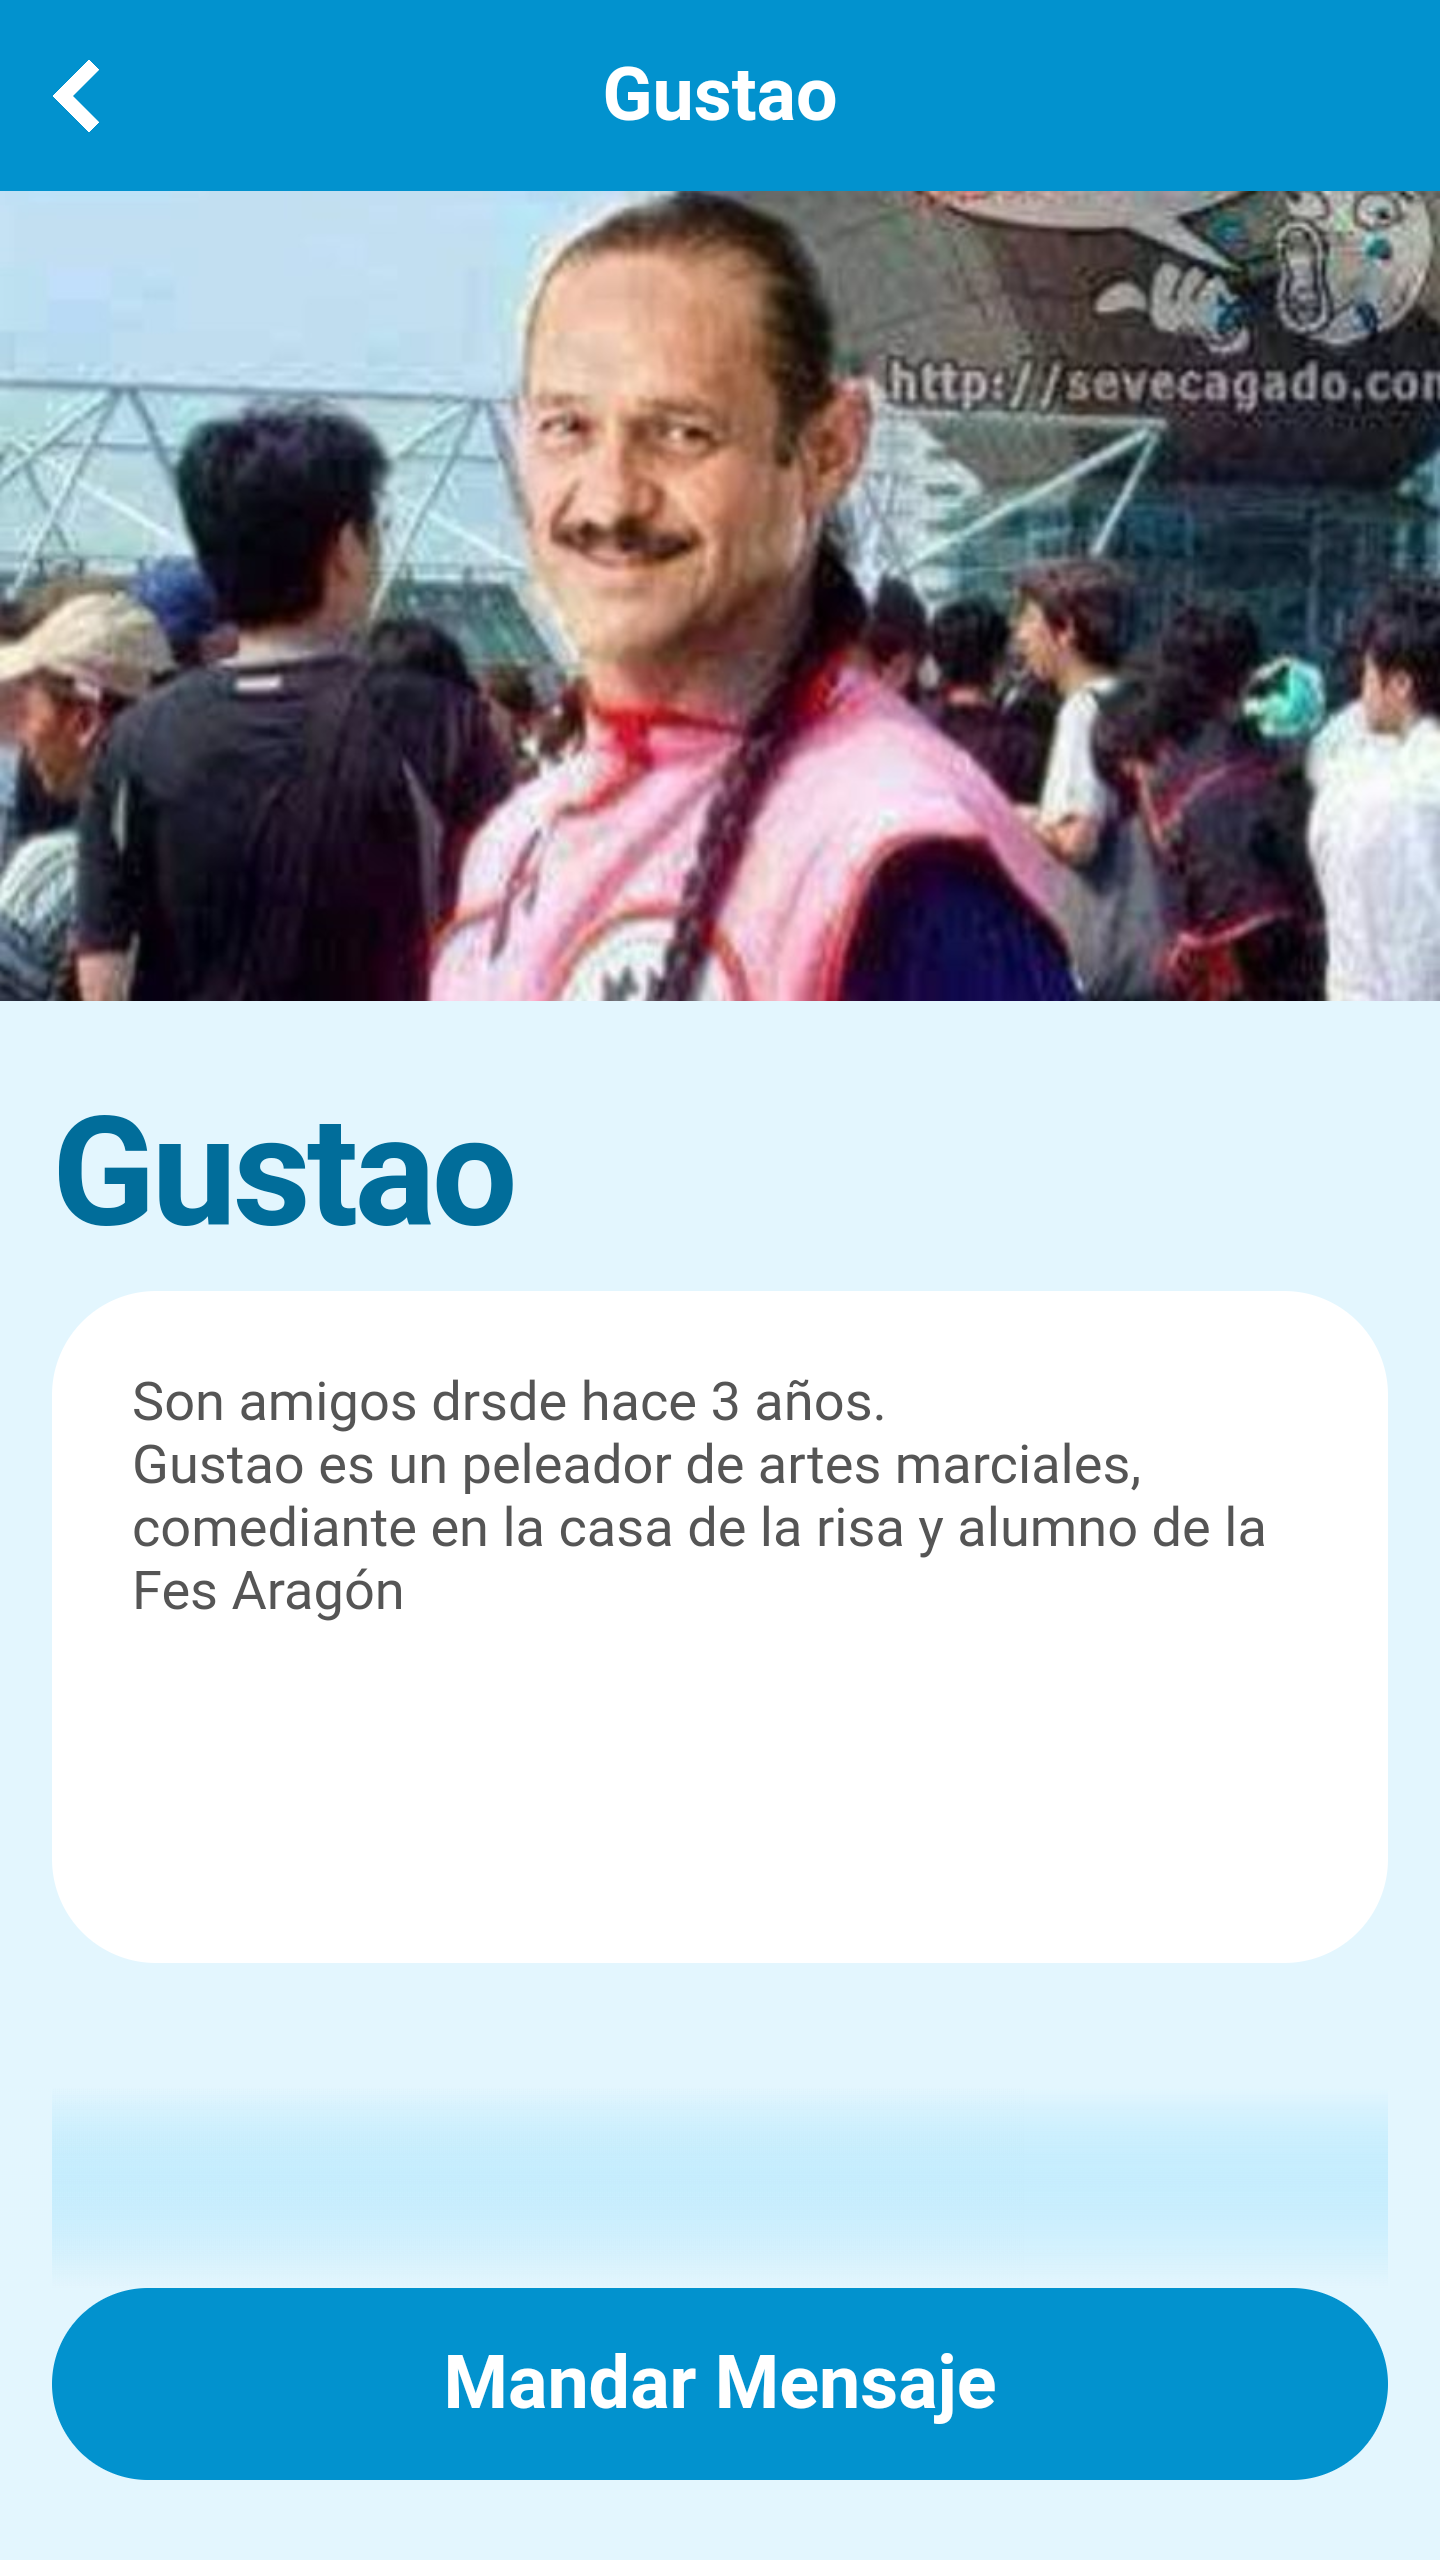 Gustao
http://sevecagado.com
Gustao
Son amigos drsde hace 3 años.
Gustao es un peleador de artes marciales,
comediante en la casa de la risa y alumno de la
Fes Aragón
Mandar Mensaje